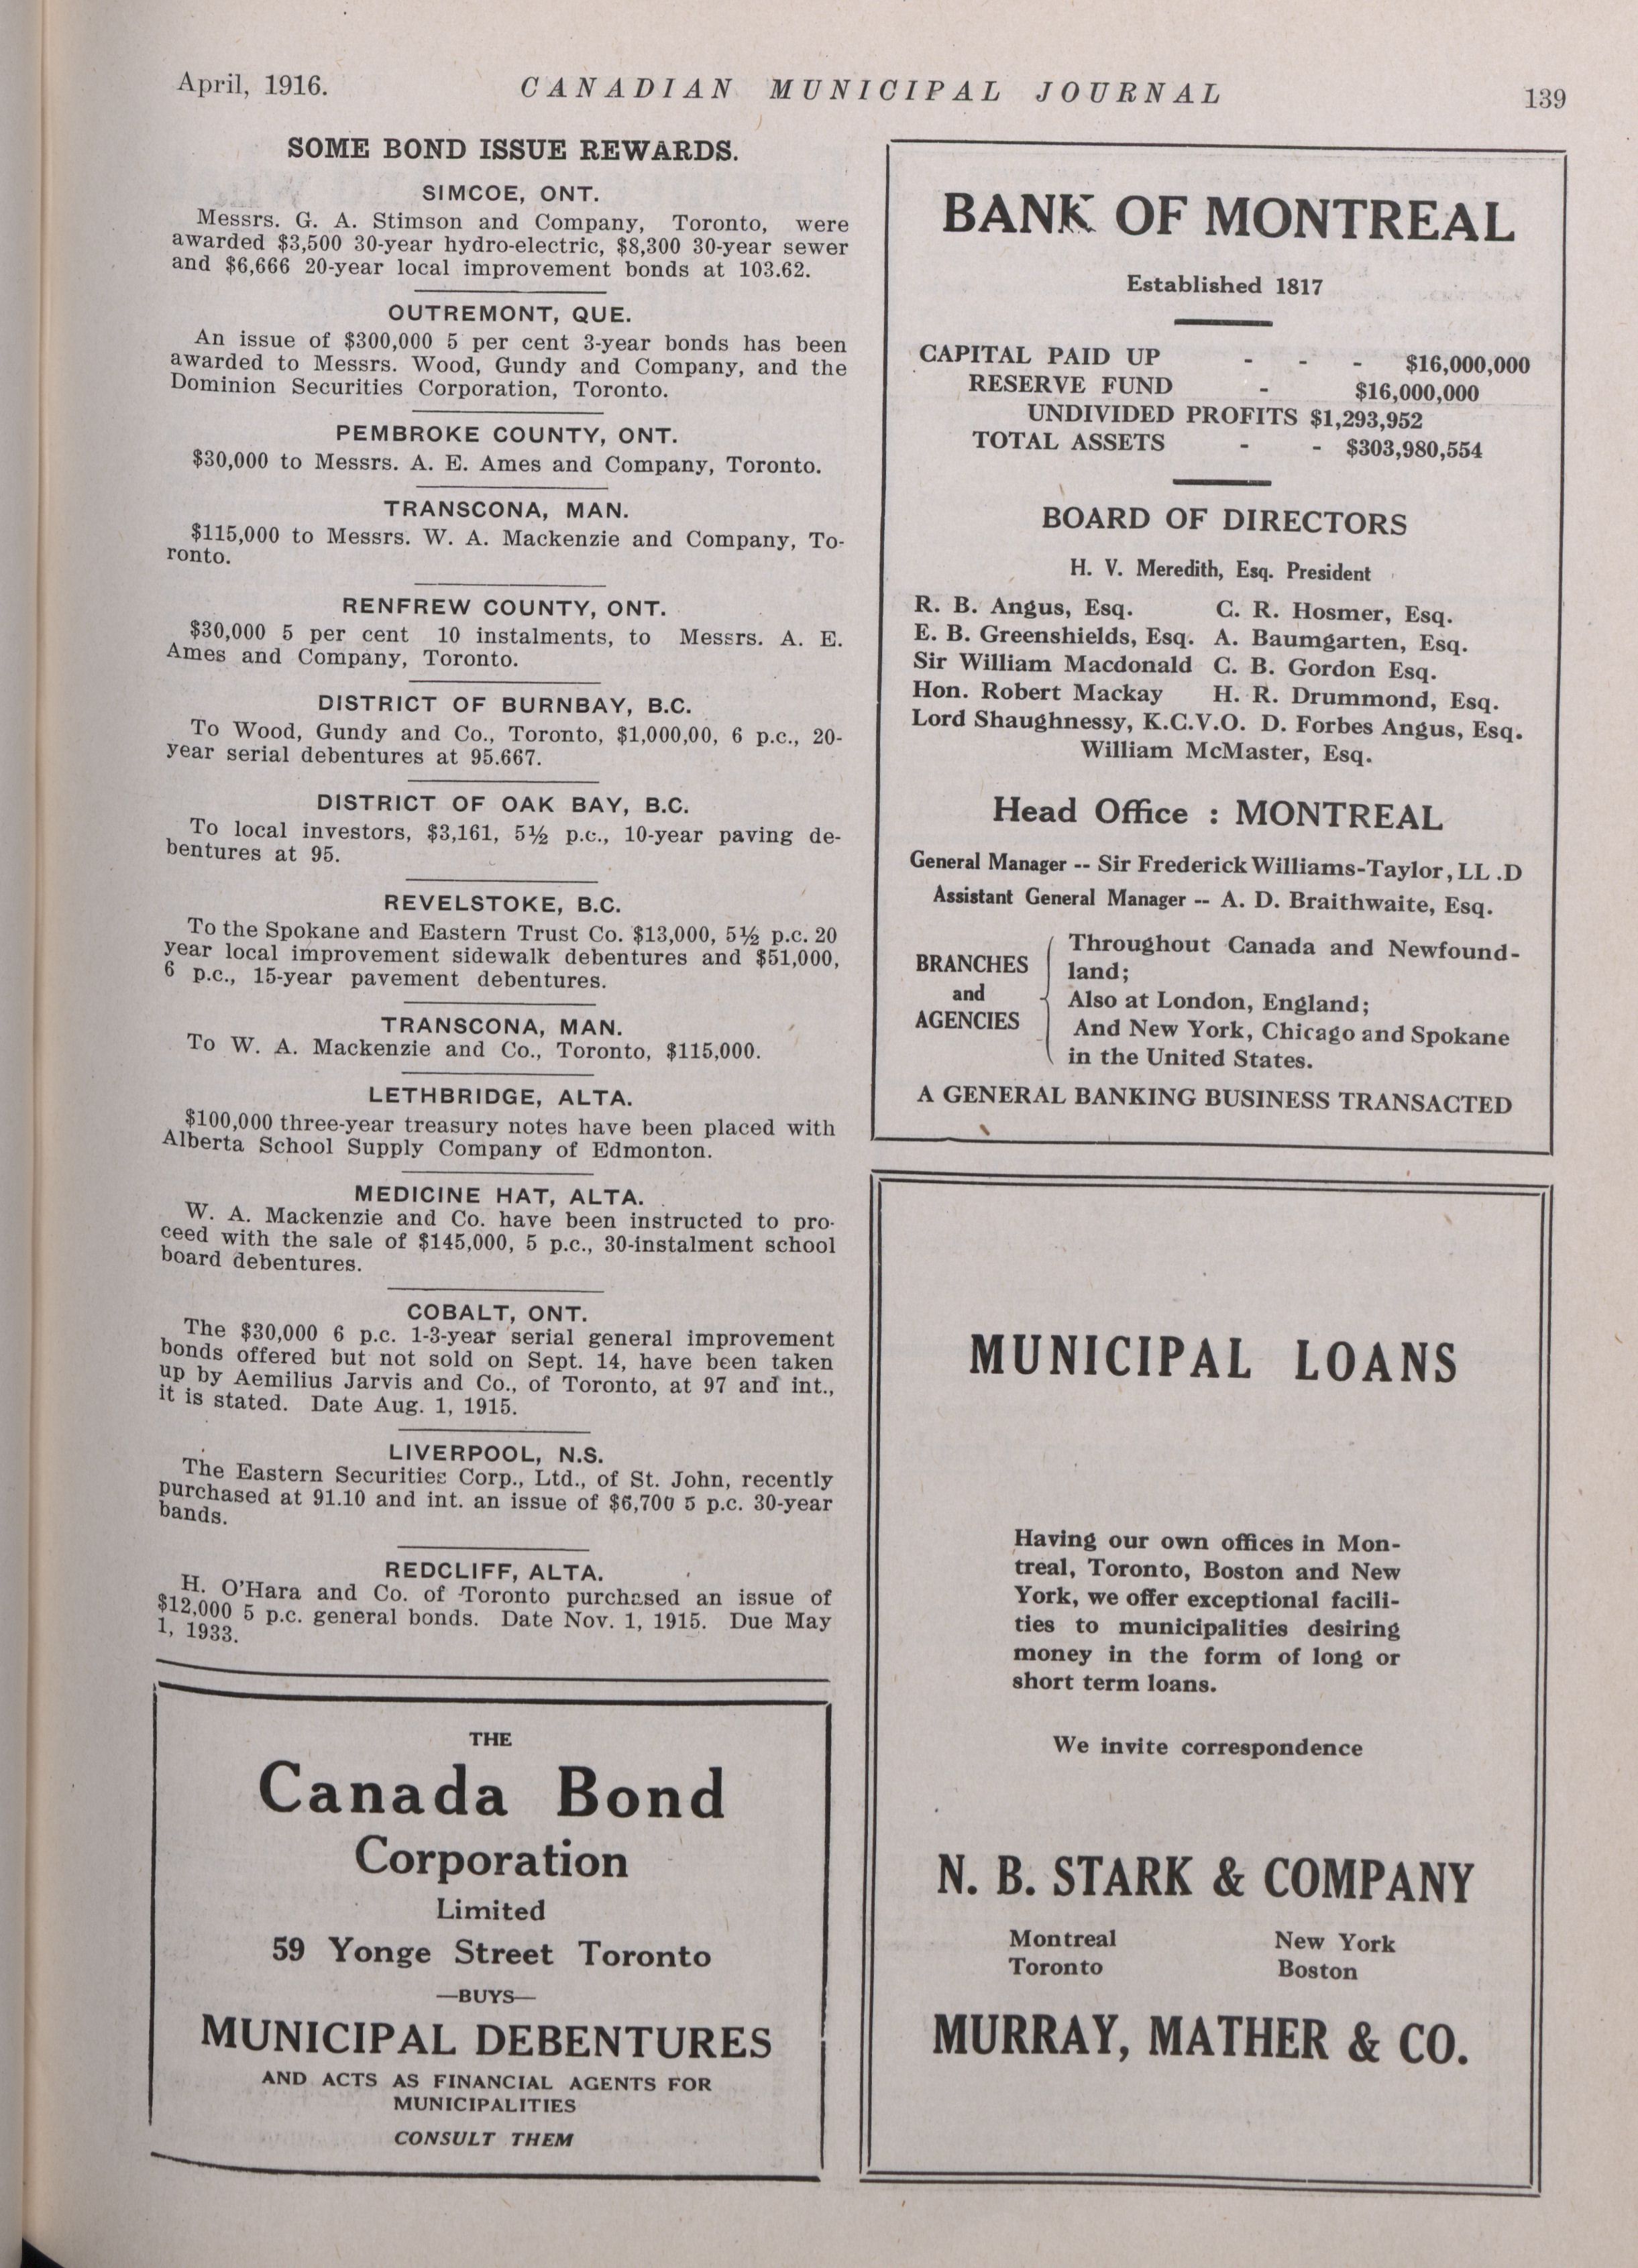 April, 1916.
CANADIAN MUNICIPAL JOURNAL
139
SOME BOND ISSUE REWARDS.
SIMCOE, ONT.
Messrs. G. A. Stimson and Company, Toronto, were
awarded $3,500 30-year hydro-electric, $8,300 30-year sewer
and $6,666 20-year local improvement bonds at 103.62.
OUTREMONT, QUE.
An issue of $300,000 5 per cent 3-year bonds has been
awarded to Messrs. Wood, Gundy and Company, and the
Dominion Securities Corporation, Toronto.
PEMBROKE COUNTY, ONT.
$30,000 to Messrs. A. E. Ames and Company, Toronto.
TRANSCONA, MAN.
$115,000 to Messrs. W. A. Mackenzie and Company, To-
ronto.
RENFREW COUNTY, ONT.
$30,000 5 per cent 10 instalments, to Messrs. A. E.
Ames and Company, Toronto.
DISTRICT OF BURNBAY, B.C.
To Wood, Gundy and Co., Toronto, $1,000,00, 6 p.c., 20-
year serial debentures at 95.667.
DISTRICT OF OAK BAY, B.C.
To local investors, $3,161, 5½ p.c., 10-year paving de-
bentures at 95.
REVELSTOKE, B.C.
To the Spokane and Eastern Trust Co. $13,000, 5½ p.c. 20
year local improvement sidewalk debentures and $51,000,
6 p.c., 15-year pavement debentures.
TRANSCONA, MAN.
To W. A. Mackenzie and Co., Toronto, $115,000.
LETHBRIDGE, ALTA.
$100,000 three-year treasury notes have been placed with
Alberta School Supply Company of Edmonton.
MEDICINE HAT, ALTA.
W. A. Mackenzie and Co. have been instructed to pro-
ceed with the sale of $145,000, 5 p.c., 30-instalment school
board debentures.
COBALT, ONT.
The $30,000 6 p.c. 1-3-year serial general improvement
bonds offered but not sold on Sept. 14, have been taken
up by Aemilius Jarvis and Co., of Toronto, at 97 and int.,
it is stated. Date Aug. 1, 1915.
LIVERPOOL, N.S.
The Eastern Securities Corp., Ltd., of St. John, recently
purchased at 91.10 and int. an issue of $6,700 5 p.c. 30-year
bands.
REDCLIFF, ALTA.
H. O'Hara and Co. of Toronto purchased an issue of
$12,000 5 p.c. general bonds. Date Nov. 1, 1915. Due May
1, 1933.
THE
Canada Bond
Corporation
Limited
59 Yonge Street Toronto
—BUYS—
MUNICIPAL DEBENTURES
AND ACTS AS FINANCIAL AGENTS FOR
MUNICIPALITIES
CONSULT THEM
BANK OF MONTREAL
Established 1817
CAPITAL PAID UP - - - $16,000,000
RESERVE FUND - $16,000,000
UNDIVIDED PROFITS $1,293,952
TOTAL ASSETS - - $303,980,554
BOARD OF DIRECTORS
H. V. Meredith, Esq. President
R. B. Angus, Esq. C. R. Hosmer, Esq.
E. B. Greenshields, Esq. A. Baumgarten, Esq.
Sir William Macdonald C. B. Gordon Esq.
Hon. Robert Mackay H. R. Drummond, Esq.
Lord Shaughnessy, K.C.V.O. D. Forbes Angus, Esq.
William McMaster, Esq.
Head Office : MONTREAL
General Manager -- Sir Frederick Williams-Taylor, LL .D
Assistant General Manager -- A. D. Braithwaite, Esq.
BRANCHES
and
AGENCIES
Throughout Canada and Newfound-
land;
Also at London, England;
And New York, Chicago and Spokane
in the United States.
A GENERAL BANKING BUSINESS TRANSACTED
MUNICIPAL LOANS
Having our own offices in Mon-
treal, Toronto, Boston and New
York, we offer exceptional facili-
ties to municipalities desiring
money in the form of long or
short term loans.
We invite correspondence
N. B. STARK & COMPANY
Montreal New York
Toronto Boston
MURRAY, MATHER & CO.